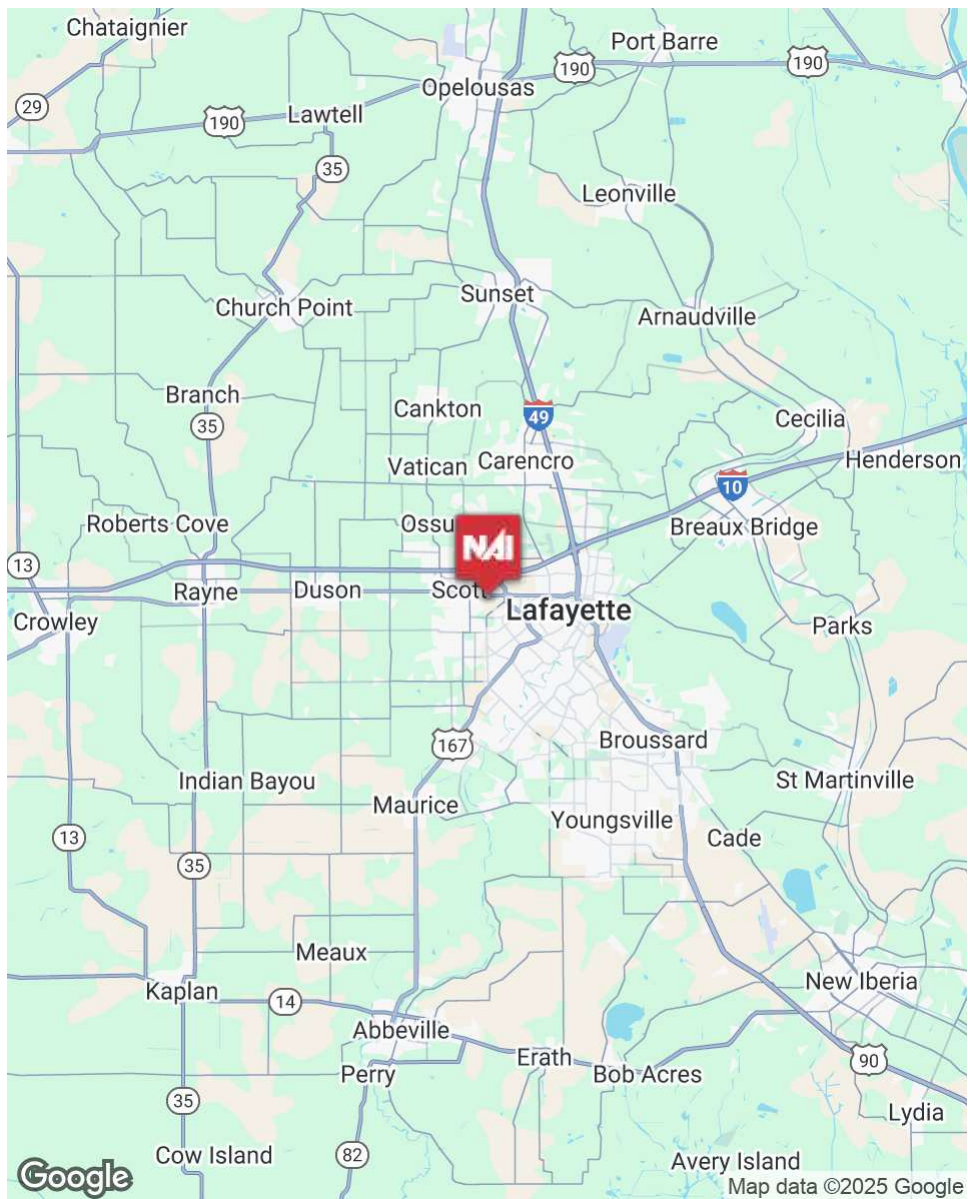 Chataignier
Port Barre
190
190
Opelousas
29
190
Lawtell
35
Leonville
Sunset
Church Point
Arnaudville
Branch
Cankton
49
Cecilia
35
Vatican
Carencro
Henderson
10
Roberts Cove
Ossu
Breaux Bridge
NAI
13
Rayne
Duson
Scott
Lafayette
Crowley
Parks
167
Broussard
Indian Bayou
St Martinville
Maurice
Youngsville
13
Cade
35
Meaux
New Iberia
Kaplan
14
Abbeville
Erath
90
Perry
Bob Acres
35
Lydia
Cow Island
82
Avery Island
Google
Map data ©2025 Google